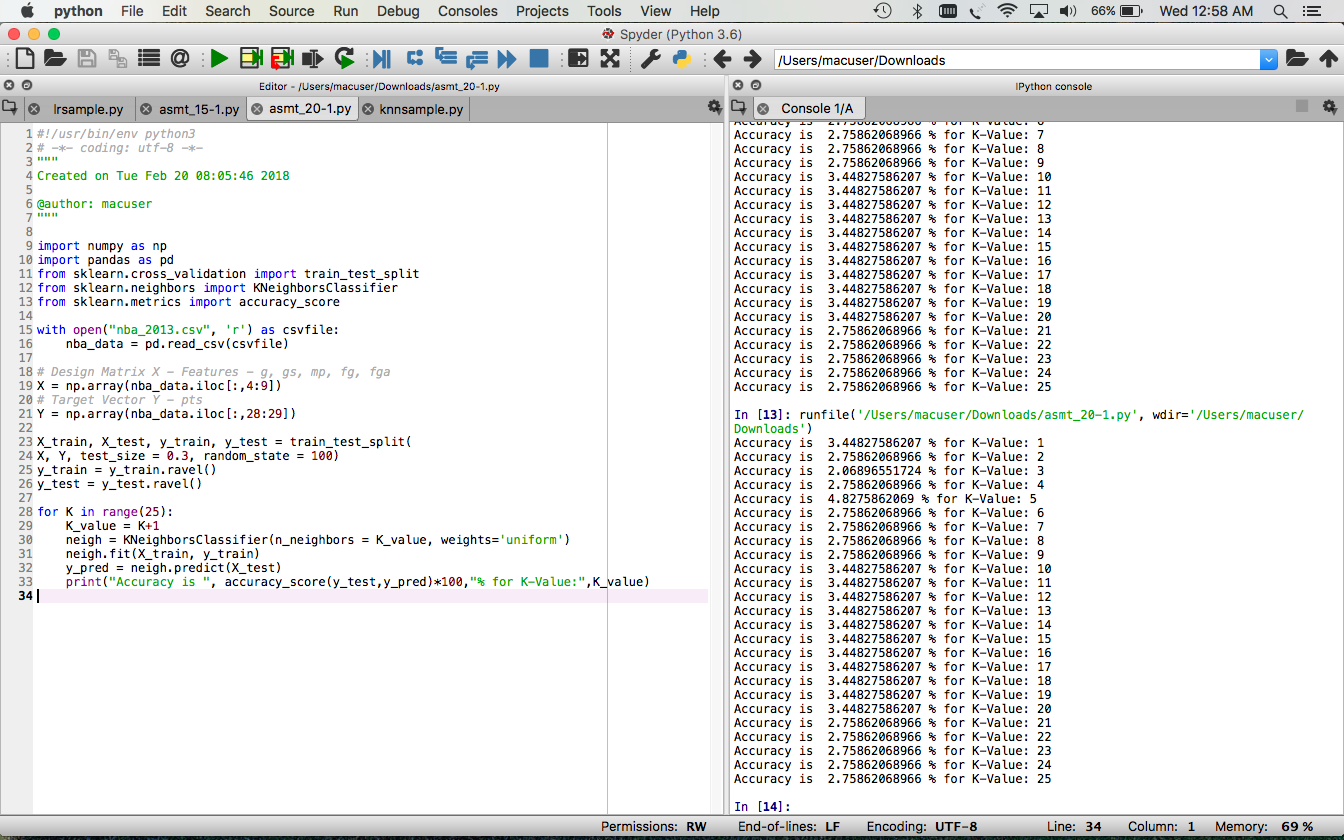 python File Edit Search Source Run Debug Consoles Projects Tools View Help 66% Wed 12:58 AM
Spyder (Python 3.6)
/Users/macuser/Downloads
Editor - /Users/macuser/Downloads/asmt_20-1.py
lrsample.py asmt_15-1.py asmt_20-1.py knnsample.py
1 #!/usr/bin/env python3
2 # -*- coding: utf-8 -*-
3 """
4 Created on Tue Feb 20 08:05:46 2018
5
6 @author: macuser
7 """
8
9 import numpy as np
10 import pandas as pd
11 from sklearn.cross_validation import train_test_split
12 from sklearn.neighbors import KNeighborsClassifier
13 from sklearn.metrics import accuracy_score
14
15 with open("nba_2013.csv", 'r') as csvfile:
16     nba_data = pd.read_csv(csvfile)
17
18 # Design Matrix X - Features - g, gs, mp, fg, fga
19 X = np.array(nba_data.iloc[:,4:9])
20 # Target Vector Y - pts
21 Y = np.array(nba_data.iloc[:,28:29])
22
23 X_train, X_test, y_train, y_test = train_test_split(
24 X, Y, test_size = 0.3, random_state = 100)
25 y_train = y_train.ravel()
26 y_test = y_test.ravel()
27
28 for K in range(25):
29     K_value = K+1
30     neigh = KNeighborsClassifier(n_neighbors = K_value, weights='uniform')
31     neigh.fit(X_train, y_train)
32     y_pred = neigh.predict(X_test)
33     print("Accuracy is ", accuracy_score(y_test,y_pred)*100,"% for K-Value:",K_value)
34
IPython console
Console 1/A
Accuracy is  2.75862068966 % for K-Value: 6
Accuracy is  2.75862068966 % for K-Value: 7
Accuracy is  2.75862068966 % for K-Value: 8
Accuracy is  2.75862068966 % for K-Value: 9
Accuracy is  3.44827586207 % for K-Value: 10
Accuracy is  3.44827586207 % for K-Value: 11
Accuracy is  3.44827586207 % for K-Value: 12
Accuracy is  3.44827586207 % for K-Value: 13
Accuracy is  3.44827586207 % for K-Value: 14
Accuracy is  3.44827586207 % for K-Value: 15
Accuracy is  3.44827586207 % for K-Value: 16
Accuracy is  3.44827586207 % for K-Value: 17
Accuracy is  3.44827586207 % for K-Value: 18
Accuracy is  3.44827586207 % for K-Value: 19
Accuracy is  3.44827586207 % for K-Value: 20
Accuracy is  2.75862068966 % for K-Value: 21
Accuracy is  2.75862068966 % for K-Value: 22
Accuracy is  2.75862068966 % for K-Value: 23
Accuracy is  2.75862068966 % for K-Value: 24
Accuracy is  2.75862068966 % for K-Value: 25
In [13]: runfile('/Users/macuser/Downloads/asmt_20-1.py', wdir='/Users/macuser/
Downloads')
Accuracy is  3.44827586207 % for K-Value: 1
Accuracy is  2.75862068966 % for K-Value: 2
Accuracy is  2.06896551724 % for K-Value: 3
Accuracy is  2.75862068966 % for K-Value: 4
Accuracy is  4.8275862069 % for K-Value: 5
Accuracy is  2.75862068966 % for K-Value: 6
Accuracy is  2.75862068966 % for K-Value: 7
Accuracy is  2.75862068966 % for K-Value: 8
Accuracy is  2.75862068966 % for K-Value: 9
Accuracy is  3.44827586207 % for K-Value: 10
Accuracy is  3.44827586207 % for K-Value: 11
Accuracy is  3.44827586207 % for K-Value: 12
Accuracy is  3.44827586207 % for K-Value: 13
Accuracy is  3.44827586207 % for K-Value: 14
Accuracy is  3.44827586207 % for K-Value: 15
Accuracy is  3.44827586207 % for K-Value: 16
Accuracy is  3.44827586207 % for K-Value: 17
Accuracy is  3.44827586207 % for K-Value: 18
Accuracy is  3.44827586207 % for K-Value: 19
Accuracy is  3.44827586207 % for K-Value: 20
Accuracy is  2.75862068966 % for K-Value: 21
Accuracy is  2.75862068966 % for K-Value: 22
Accuracy is  2.75862068966 % for K-Value: 23
Accuracy is  2.75862068966 % for K-Value: 24
Accuracy is  2.75862068966 % for K-Value: 25
In [14]:
Permissions: RW End-of-lines: LF Encoding: UTF-8 Line: 34 Column: 1 Memory: 69 %